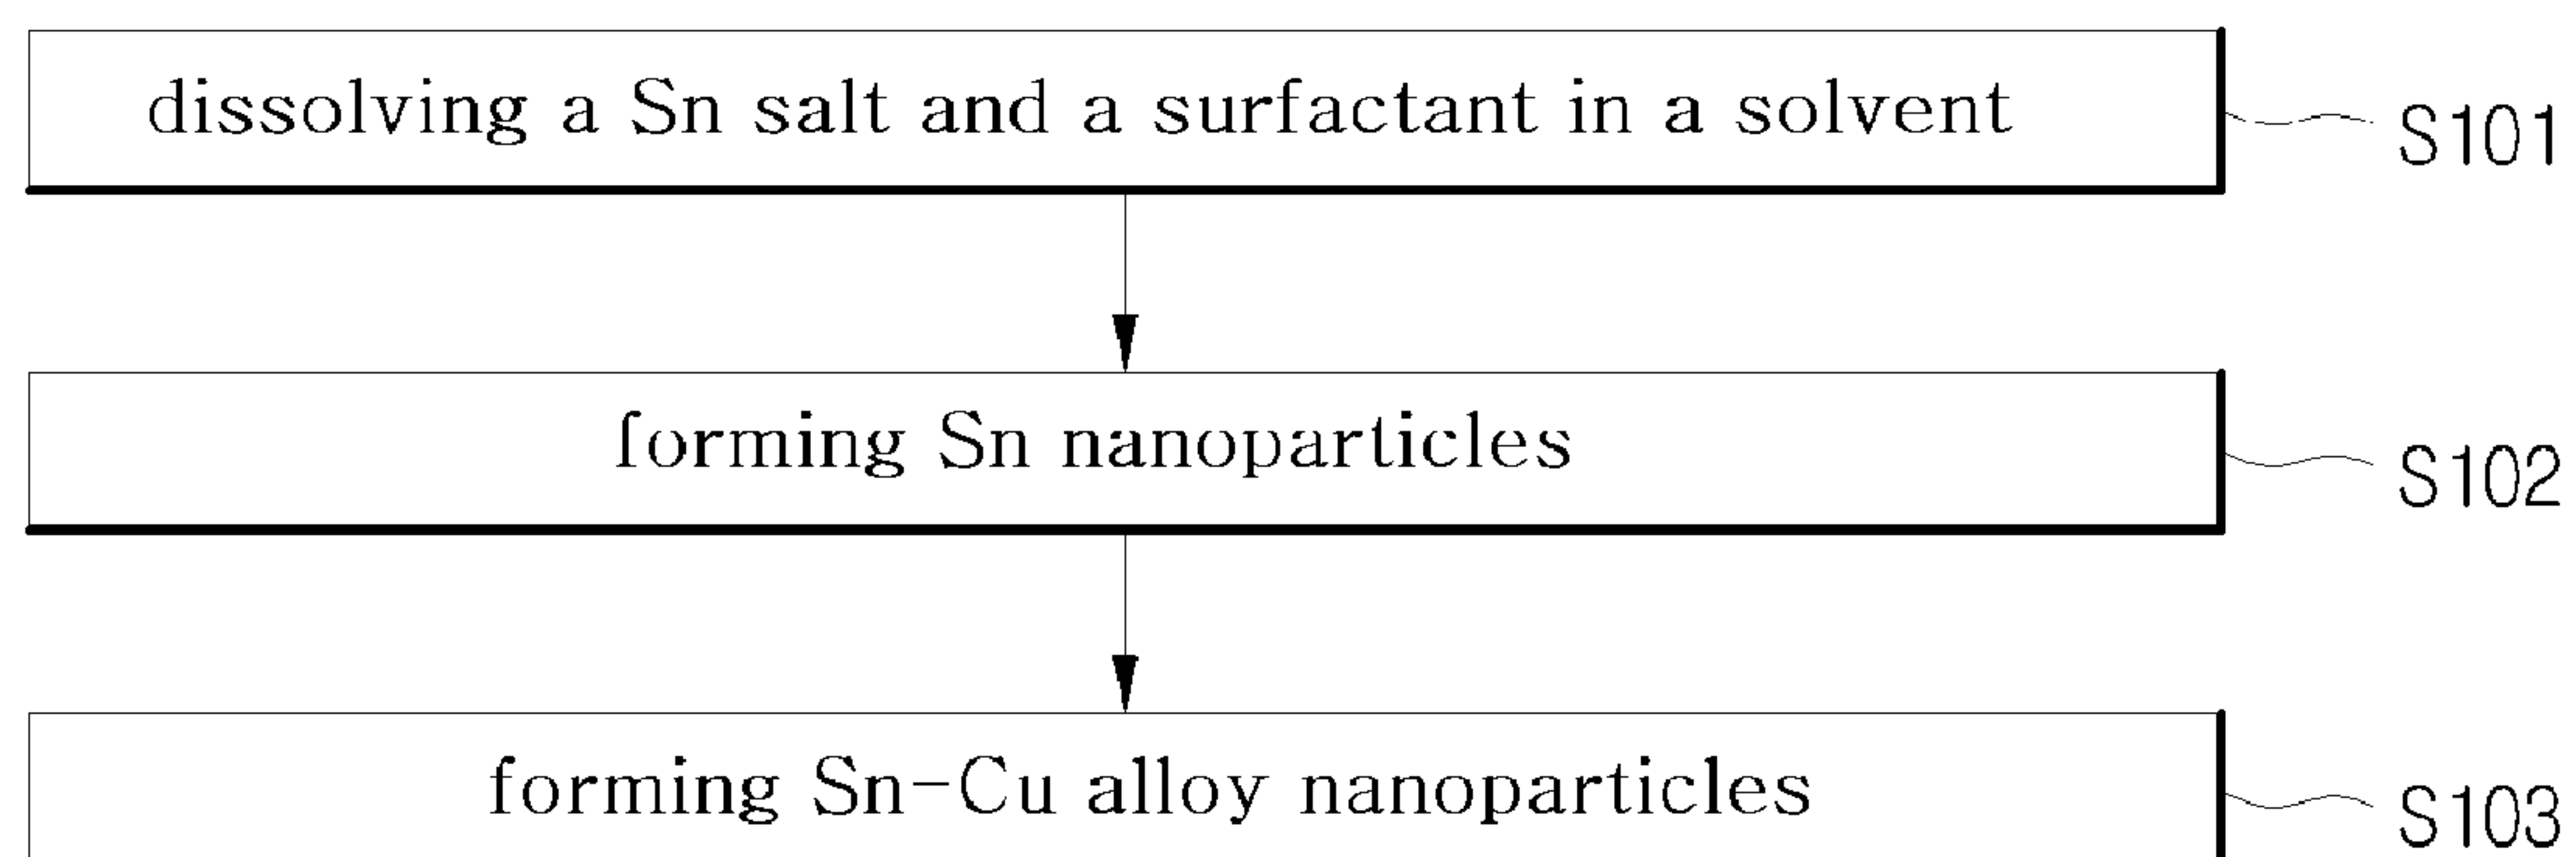 dissolving a Sn salt and a surfactant in a solvent S101
forming Sn nanoparticles S102
forming Sn-Cu alloy nanoparticles S103